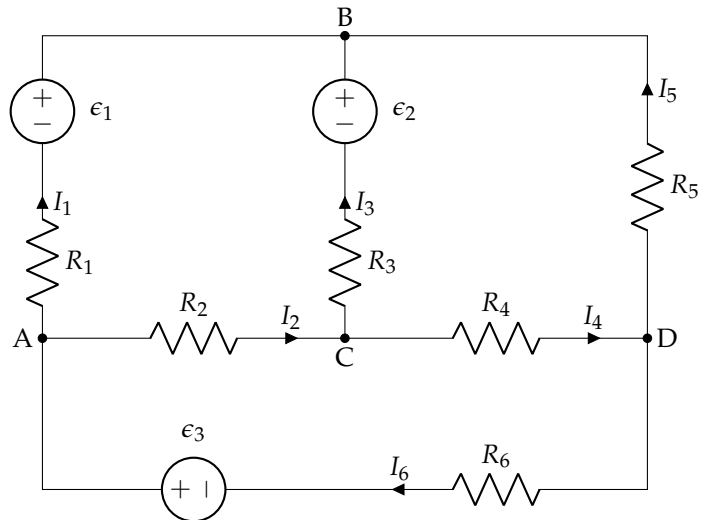 B
+
−
ϵ1
+
−
ϵ2
I5
R5
I1
I3
R1
R3
R2
R4
A
I2
C
I4
D
ϵ3
+ −
I6
R6